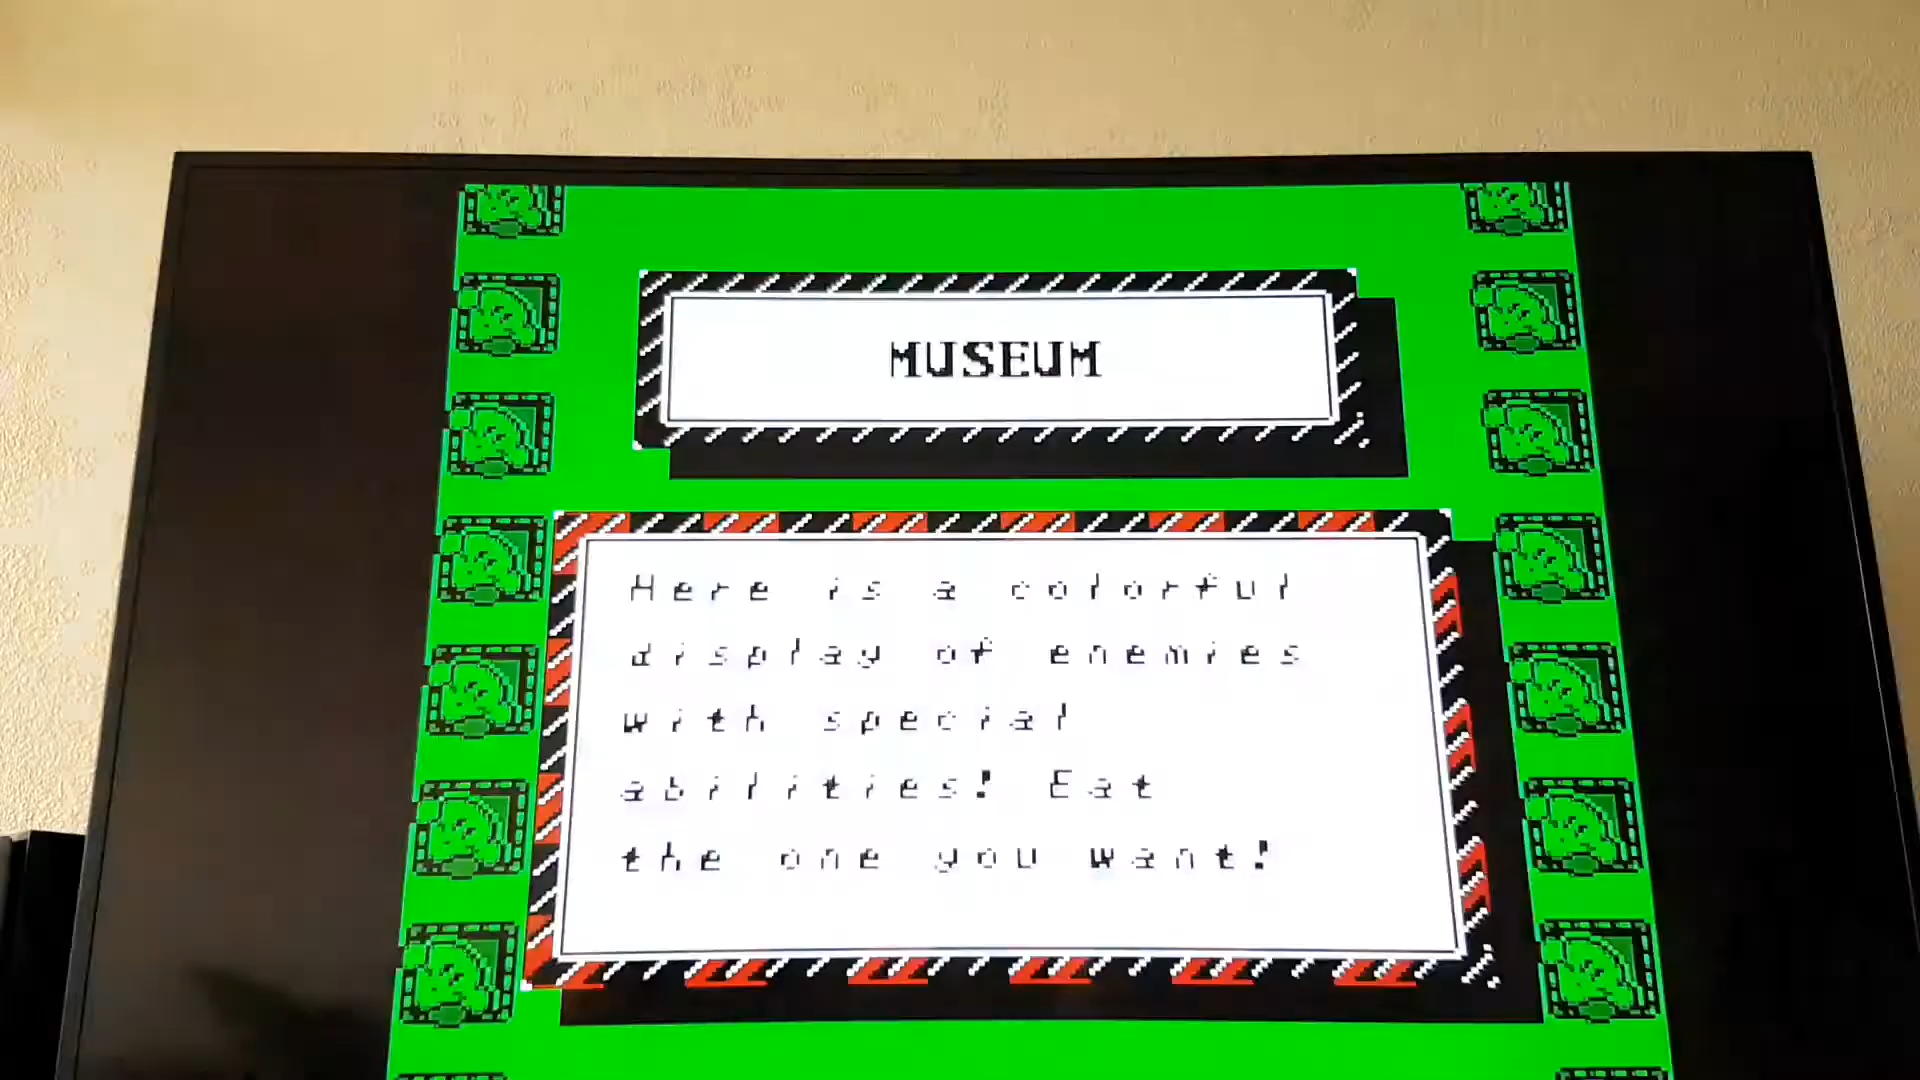 MUSEUM
Here is a colorful
display of enemies
with special
abilities! Eat
the one you want!